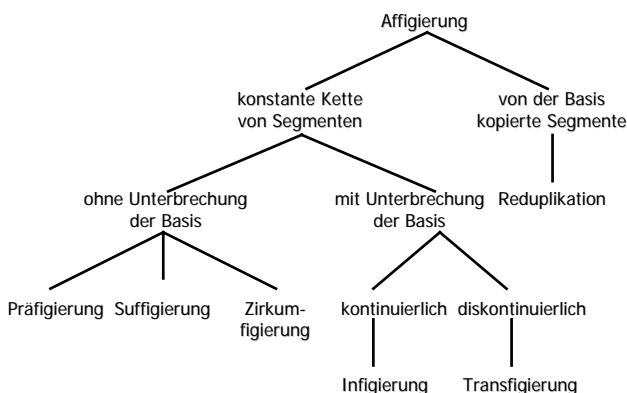 Affigierung
konstante Kette
von Segmenten
von der Basis
kopierte Segmente
ohne Unterbrechung
der Basis
mit Unterbrechung
der Basis
Reduplikation
Präfigierung
Suffigierung
Zirkum-
figierung
kontinuierlich
diskontinuierlich
Infigierung
Transfigierung